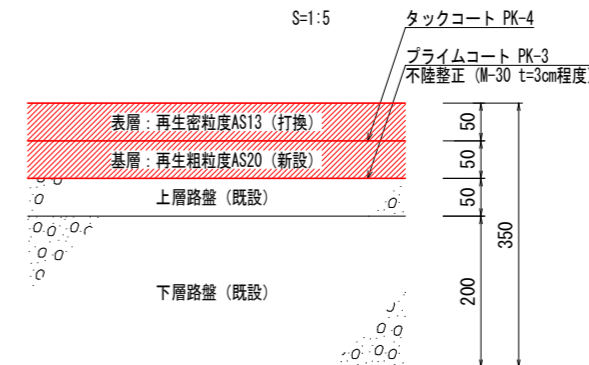 S=1:5
タックコート PK-4
プライムコート PK-3
不陸整正 (M-30 t=3cm程度)
表層：再生密粒度AS13（打換）
50
基層：再生粗粒度AS20（新設）
50
上層路盤（既設）
50
350
下層路盤（既設）
200